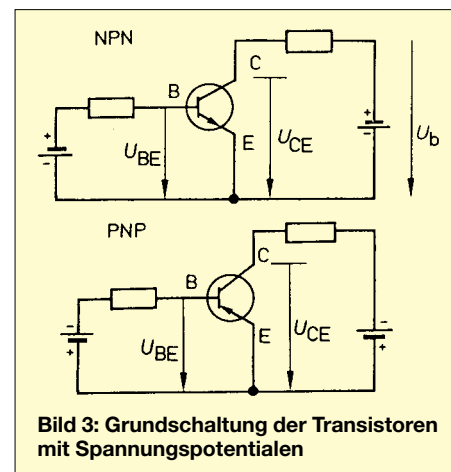 NPN
C
B
E
U_BE
U_CE
U_b
+
-
+
-
PNP
C
B
E
U_BE
U_CE
-
+
-
+
Bild 3: Grundschaltung der Transistoren
mit Spannungspotentialen